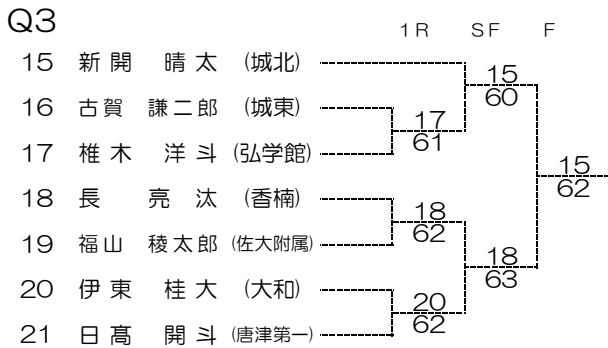 Q3
1R SF F
15 新開 晴太 (城北)
15
60
16 古賀 謙二郎 (城東)
17
61
17 椎木 洋斗 (弘学館)
15
62
18 長 亮汰 (香楠)
18
62
19 福山 稜太郎 (佐大附属)
18
63
20 伊東 桂大 (大和)
20
62
21 日髙 開斗 (唐津第一)